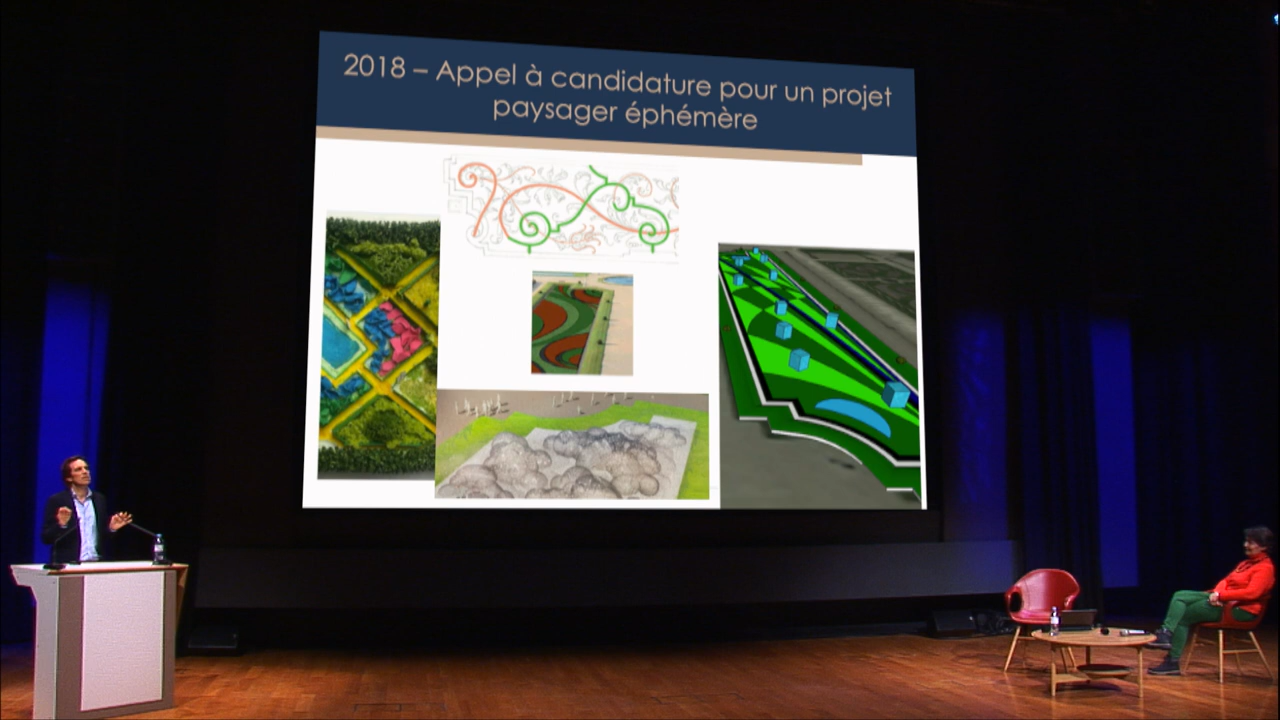 2018 – Appel à candidature pour un projet
paysager éphémère